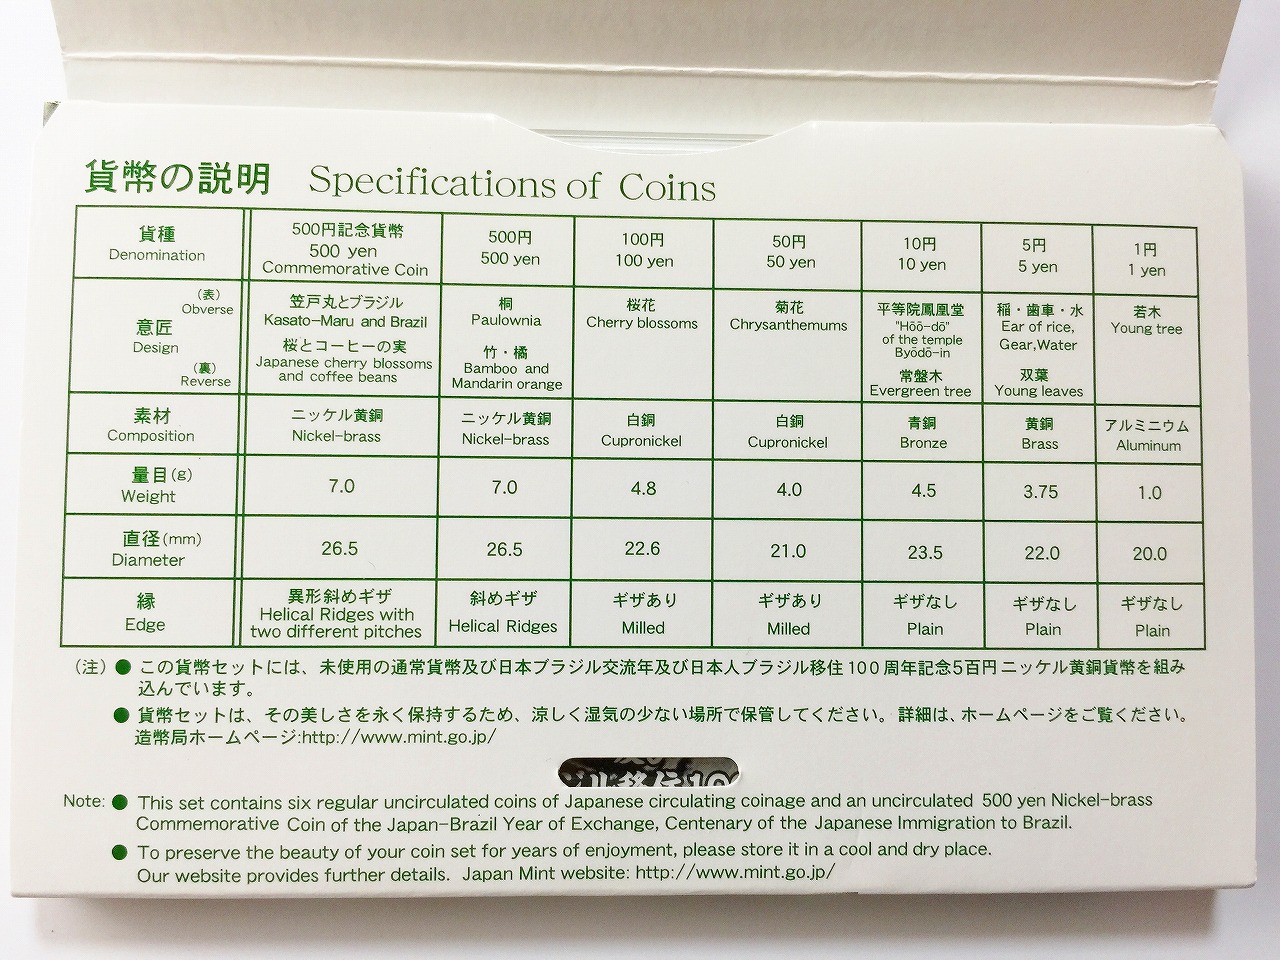 貨幣の説明 Specifications of Coins
貨種
Denomination
500円記念貨幣
500 yen
Commemorative Coin
500円
500 yen
100円
100 yen
50円
50 yen
10円
10 yen
5円
5 yen
1円
1 yen
(表)
Obverse
意匠
Design
(裏)
Reverse
笠戸丸とブラジル
Kasato-Maru and Brazil
桜とコーヒーの実
Japanese cherry blossoms
and coffee beans
桐
Paulownia
竹・橘
Bamboo and
Mandarin orange
桜花
Cherry blossoms
菊花
Chrysanthemums
平等院鳳凰堂
"Hōō-dō"
of the temple
Byōdō-in
常盤木
Evergreen tree
稲・歯車・水
Ear of rice,
Gear,Water
双葉
Young leaves
若木
Young tree
素材
Composition
ニッケル黄銅
Nickel-brass
ニッケル黄銅
Nickel-brass
白銅
Cupronickel
白銅
Cupronickel
青銅
Bronze
黄銅
Brass
アルミニウム
Aluminum
量目(g)
Weight
7.0
7.0
4.8
4.0
4.5
3.75
1.0
直径(mm)
Diameter
26.5
26.5
22.6
21.0
23.5
22.0
20.0
縁
Edge
異形斜めギザ
Helical Ridges with
two different pitches
斜めギザ
Helical Ridges
ギザあり
Milled
ギザあり
Milled
ギザなし
Plain
ギザなし
Plain
ギザなし
Plain
(注) ● この貨幣セットには、未使用の通常貨幣及び日本ブラジル交流年及び日本人ブラジル移住100周年記念5百円ニッケル黄銅貨幣を組み
込んでいます。
● 貨幣セットは、その美しさを永く保持するため、涼しく湿気の少ない場所で保管してください。詳細は、ホームページをご覧ください。
造幣局ホームページ:http://www.mint.go.jp/
Note: ● This set contains six regular uncirculated coins of Japanese circulating coinage and an uncirculated 500 yen Nickel-brass
Commemorative Coin of the Japan-Brazil Year of Exchange, Centenary of the Japanese Immigration to Brazil.
● To preserve the beauty of your coin set for years of enjoyment, please store it in a cool and dry place.
Our website provides further details. Japan Mint website: http://www.mint.go.jp/